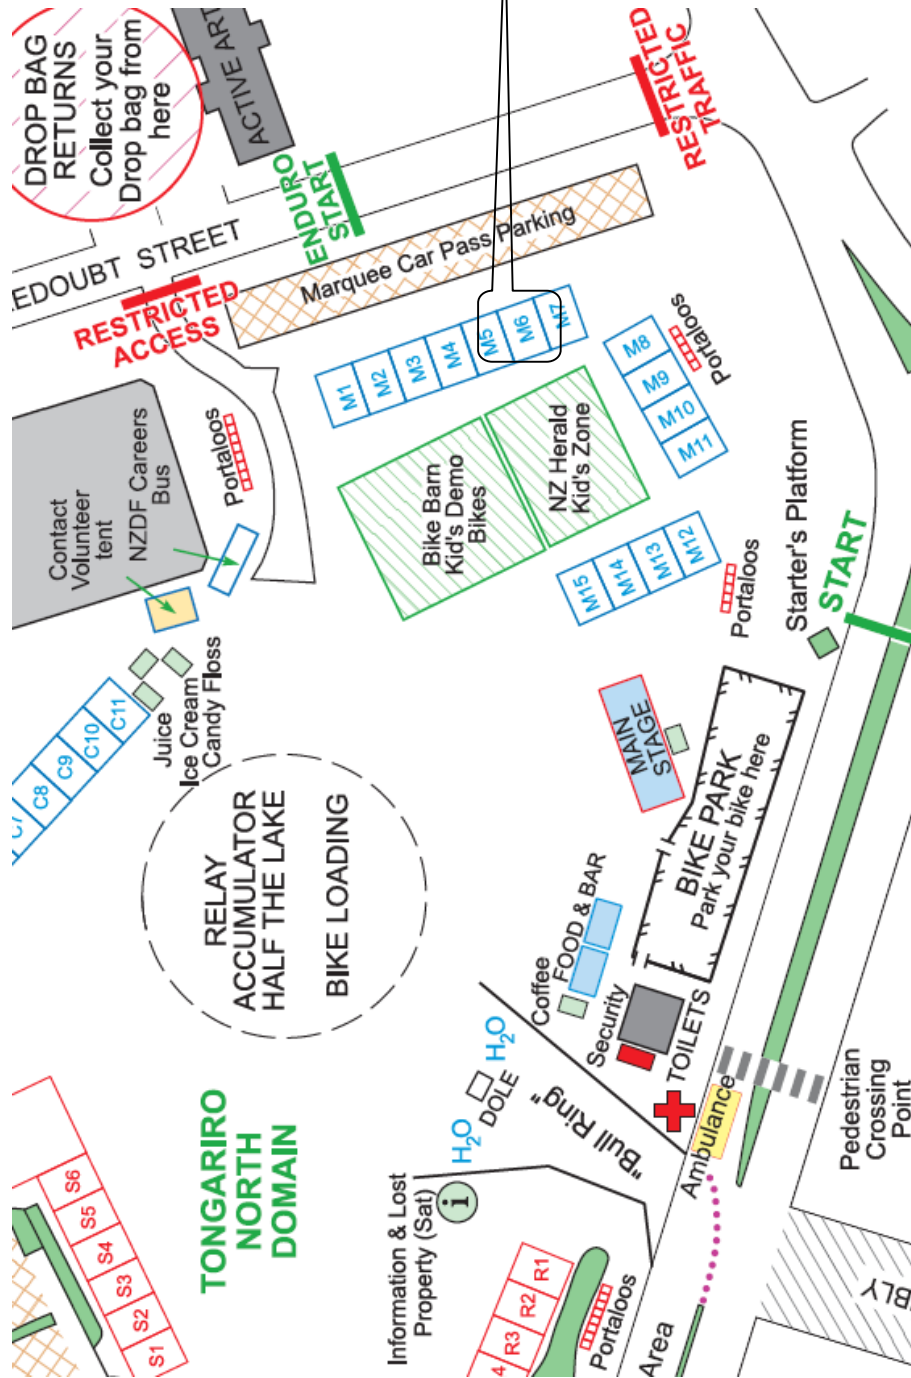 DROP BAG
RETURNS
Collect your
Drop bag from
here
ACTIVE ART
RESTRICTED
TRAFFIC
ENDURO
START
EDOUBT STREET
Marquee Car Pass Parking
RESTRICTED
ACCESS
M1
M2
M3
M4
M5
M6
M7
M8
M9
M10
M11
Portaloos
Portaloos
Contact
Volunteer
tent
NZDF Careers
Bus
Bike Barn
Kid's Demo
Bikes
NZ Herald
Kid's Zone
M15
M14
M13
M12
Portaloos
Starter's Platform
START
C7
C8
C9
C10
C11
Juice
Ice Cream
Candy Floss
MAIN
STAGE
BIKE PARK
Park your bike here
RELAY
ACCUMULATOR
HALF THE LAKE
BIKE LOADING
FOOD & BAR
Coffee
Security
TOILETS
H2O
DOLE
H2O
"Bull Ring"
Ambulance
Pedestrian
Crossing
Point
TONGARIRO
NORTH
DOMAIN
S6
S5
S4
S3
S2
S1
Information & Lost
Property (Sat)
i
R1
R2
R3
4
Portaloos
Area
BLY